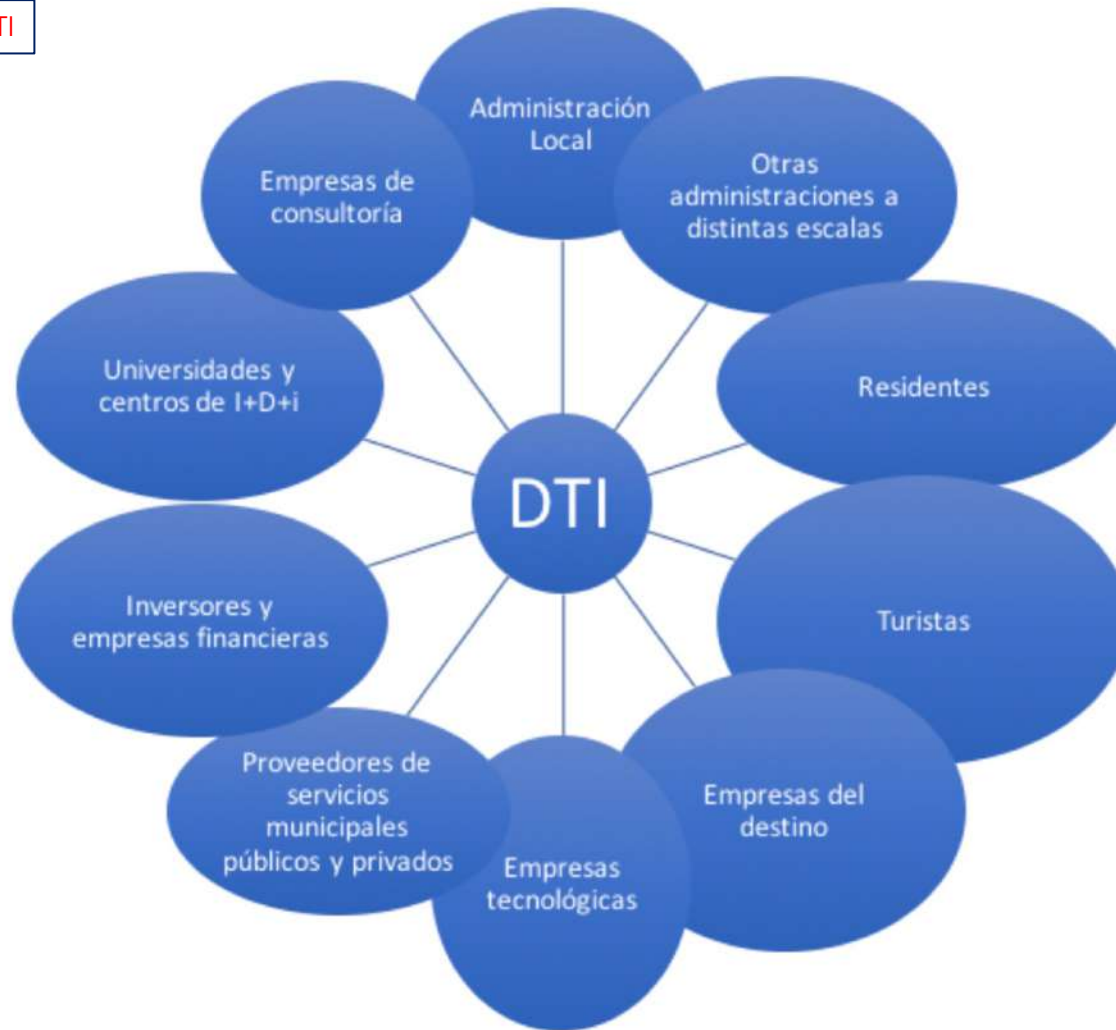 TI
Administración
Local
Otras
administraciones a
distintas escalas
Residentes
Turistas
Empresas del
destino
Empresas
tecnológicas
Proveedores de
servicios
municipales
públicos y privados
Inversores y
empresas financieras
Universidades y
centros de I+D+i
Empresas de
consultoría
DTI